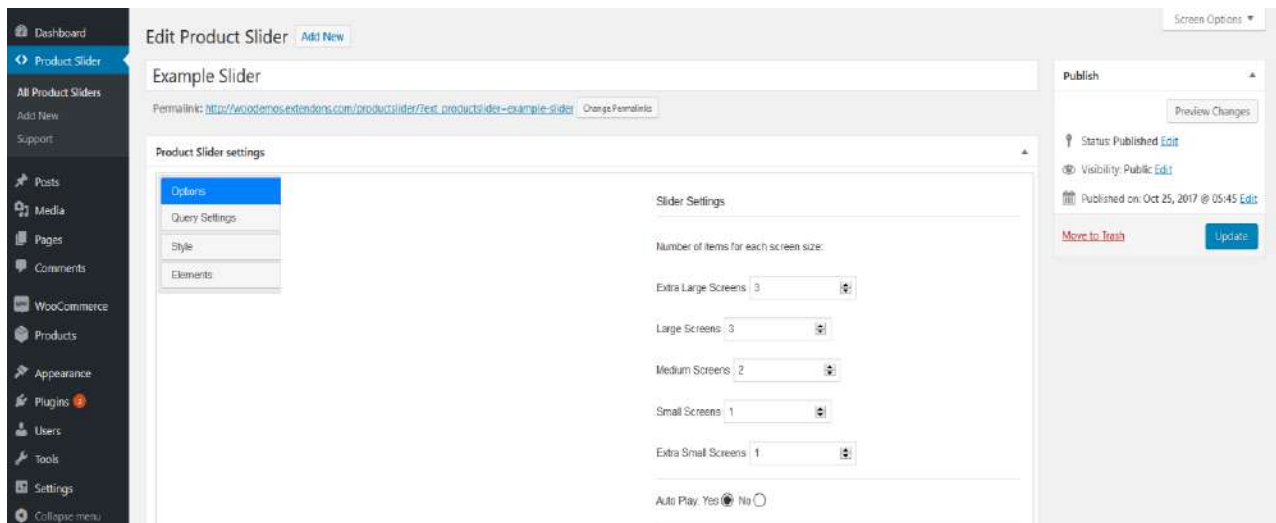 Dashboard
Product Slider
All Product Sliders
Add New
Support
Posts
Media
Pages
Comments
WooCommerce
Products
Appearance
Plugins 2
Users
Tools
Settings
Collapse menu
Screen Options
Edit Product Slider Add New
Example Slider
Permalink: http://woodemos.extendons.com/productslider/?ext_productslider=example-slider Change Permalinks
Product Slider settings
Options
Query Settings
Style
Elements
Slider Settings
Number of items for each screen size:
Extra Large Screens 3
Large Screens 3
Medium Screens 2
Small Screens 1
Extra Small Screens 1
Auto Play: Yes No
Publish
Preview Changes
Status: Published Edit
Visibility: Public Edit
Published on: Oct 25, 2017 @ 05:45 Edit
Move to Trash
Update